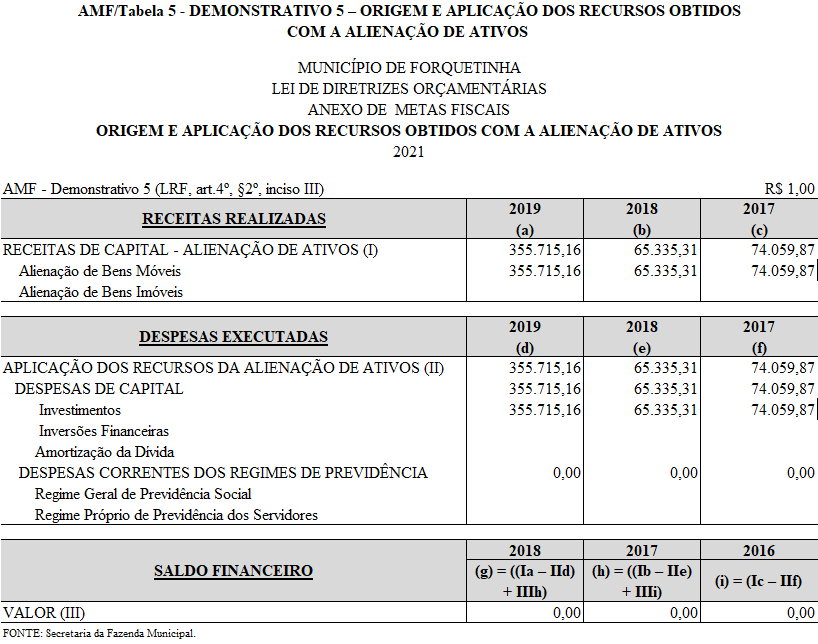 AMF/Tabela 5 - DEMONSTRATIVO 5 – ORIGEM E APLICAÇÃO DOS RECURSOS OBTIDOS
COM A ALIENAÇÃO DE ATIVOS
MUNICÍPIO DE FORQUETINHA
LEI DE DIRETRIZES ORÇAMENTÁRIAS
ANEXO DE METAS FISCAIS
ORIGEM E APLICAÇÃO DOS RECURSOS OBTIDOS COM A ALIENAÇÃO DE ATIVOS
2021
AMF - Demonstrativo 5 (LRF, art.4º, §2º, inciso III) R$ 1,00
RECEITAS REALIZADAS 2019 2018 2017
(a) (b) (c)
RECEITAS DE CAPITAL - ALIENAÇÃO DE ATIVOS (I) 355.715,16 65.335,31 74.059,87
Alienação de Bens Móveis 355.715,16 65.335,31 74.059,87
Alienação de Bens Imóveis
DESPESAS EXECUTADAS 2019 2018 2017
(d) (e) (f)
APLICAÇÃO DOS RECURSOS DA ALIENAÇÃO DE ATIVOS (II) 355.715,16 65.335,31 74.059,87
DESPESAS DE CAPITAL 355.715,16 65.335,31 74.059,87
Investimentos 355.715,16 65.335,31 74.059,87
Inversões Financeiras
Amortização da Dívida
DESPESAS CORRENTES DOS REGIMES DE PREVIDÊNCIA 0,00 0,00 0,00
Regime Geral de Previdência Social
Regime Próprio de Previdência dos Servidores
SALDO FINANCEIRO 2018 2017 2016
(g) = ((Ia – IId) + IIIh) (h) = ((Ib – IIe) + IIIi) (i) = (Ic – IIf)
VALOR (III) 0,00 0,00 0,00
FONTE: Secretaria da Fazenda Municipal.